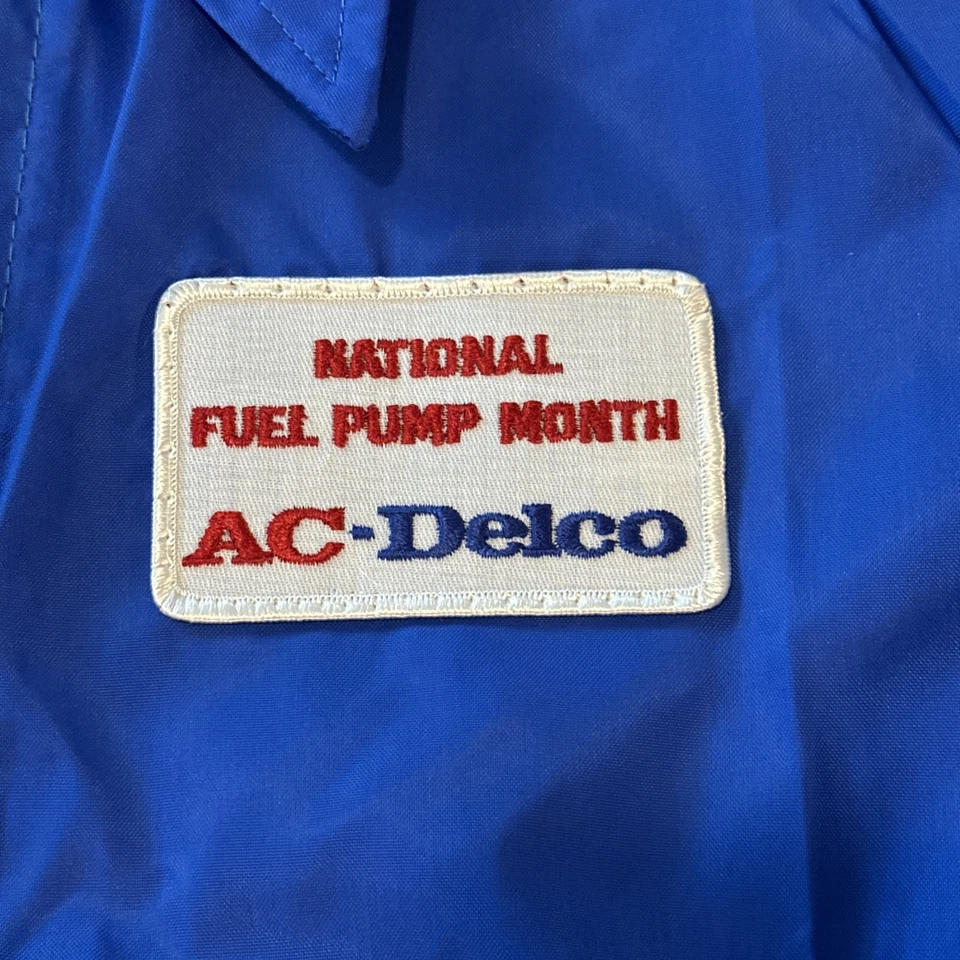 NATIONAL
FUEL PUMP MONTH
AC-Delco